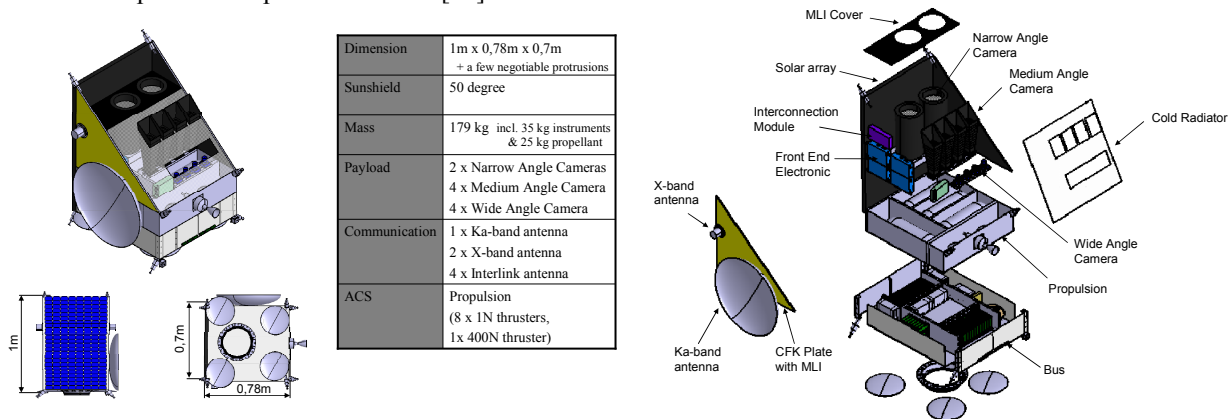 Dimension 1m x 0,78m x 0,7m
+ a few negotiable protrusions
Sunshield 50 degree
Mass 179 kg incl. 35 kg instruments
& 25 kg propellant
Payload 2 x Narrow Angle Cameras
4 x Medium Angle Camera
4 x Wide Angle Camera
Communication 1 x Ka-band antenna
2 x X-band antenna
4 x Interlink antenna
ACS Propulsion
(8 x 1N thrusters,
1x 400N thruster)
1m
0,7m
0,78m
MLI Cover
Narrow Angle
Camera
Solar array
Medium Angle
Camera
Interconnection
Module
Cold Radiator
Front End
Electronic
X-band
antenna
Wide Angle
Camera
Propulsion
Ka-band
antenna
CFK Plate
with MLI
Bus